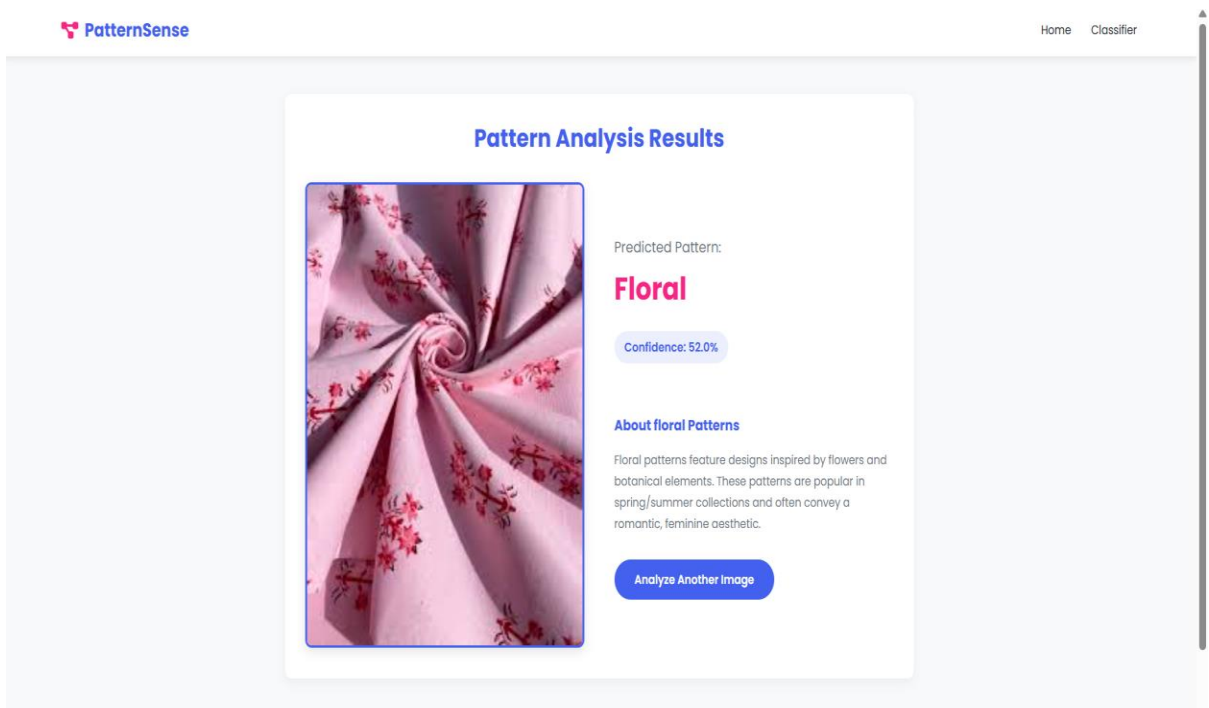 PatternSense
Home Classifier
Pattern Analysis Results
Predicted Pattern:
Floral
Confidence: 52.0%
About floral Patterns
Floral patterns feature designs inspired by flowers and
botanical elements. These patterns are popular in
spring/summer collections and often convey a
romantic, feminine aesthetic.
Analyze Another Image